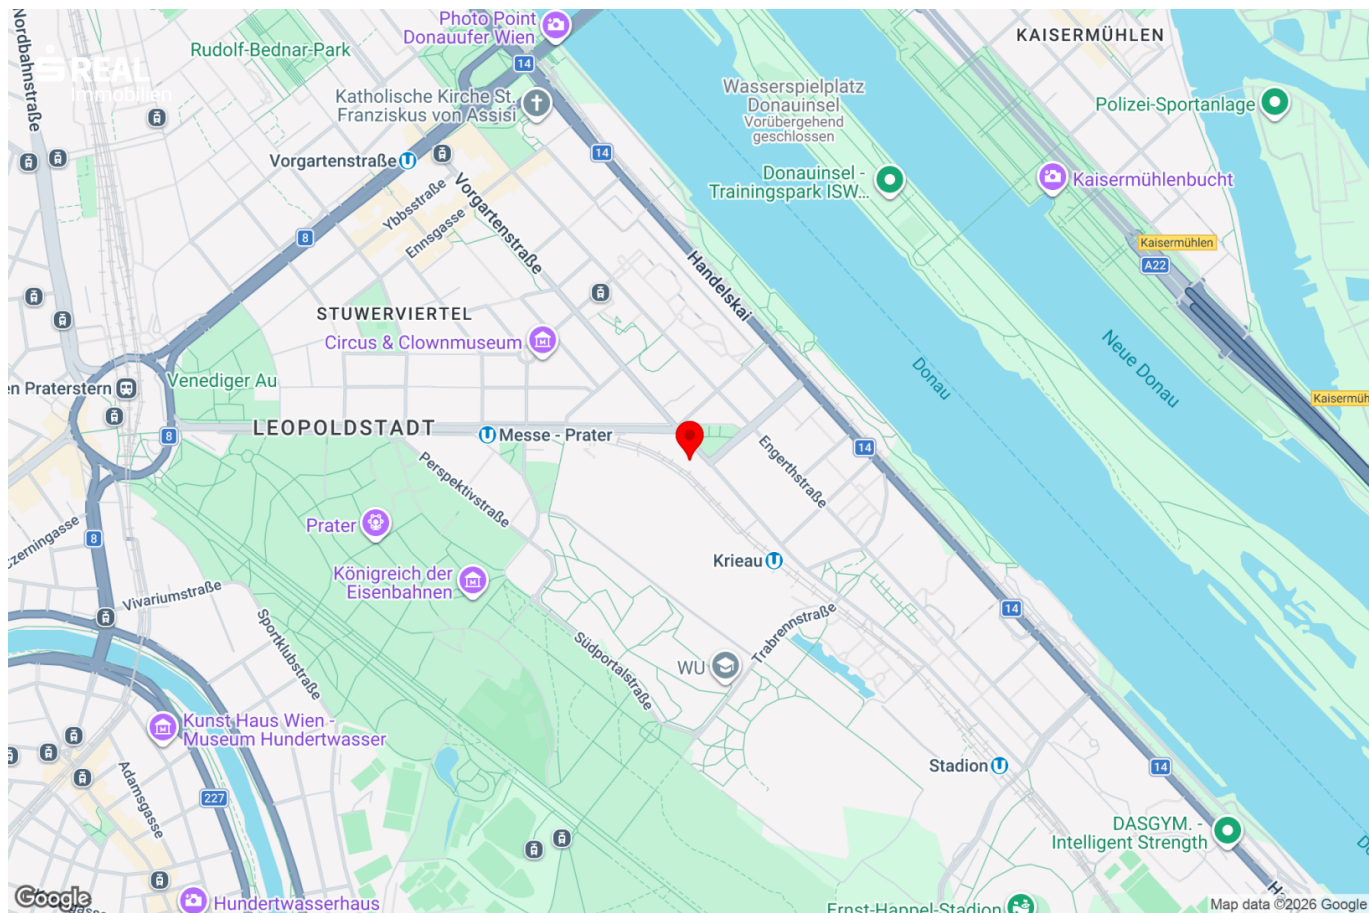 Photo Point
Donauufer Wien
KAISERMÜHLEN
Nordbahnstraße
Rudolf-Bednar-Park
14
SREAL
Immobilien
Wasserspielplatz
Donauinsel
Vorübergehend
geschlossen
Katholische Kirche St.
Franziskus von Assisi
Polizei-Sportanlage
Vorgartenstraße
14
Donauinsel -
Trainingspark ISW...
Kaisermühlenbucht
Ybbsstraße
Vorgartenstraße
Ennsgasse
8
Handelskai
Kaisermühlen
A22
STUWERVIERTEL
Circus & Clownmuseum
Donau
Neue Donau
en Praterstern
Venediger Au
Kaisermüh
8
LEOPOLDSTADT
Messe - Prater
14
Engerthstraße
Perspektivstraße
Prater
czerningasse
8
Krieau
Königreich der
Eisenbahnen
Vivariumstraße
14
Sportklubstraße
Trabrennstraße
Südportalstraße
WU
Kunst Haus Wien -
Museum Hundertwasser
Stadion
14
Adamsgasse
227
DASGYM. -
Intelligent Strength
Google
Hundertwasserhaus
Ernst-Happel-Stadion
Map data ©2026 Google